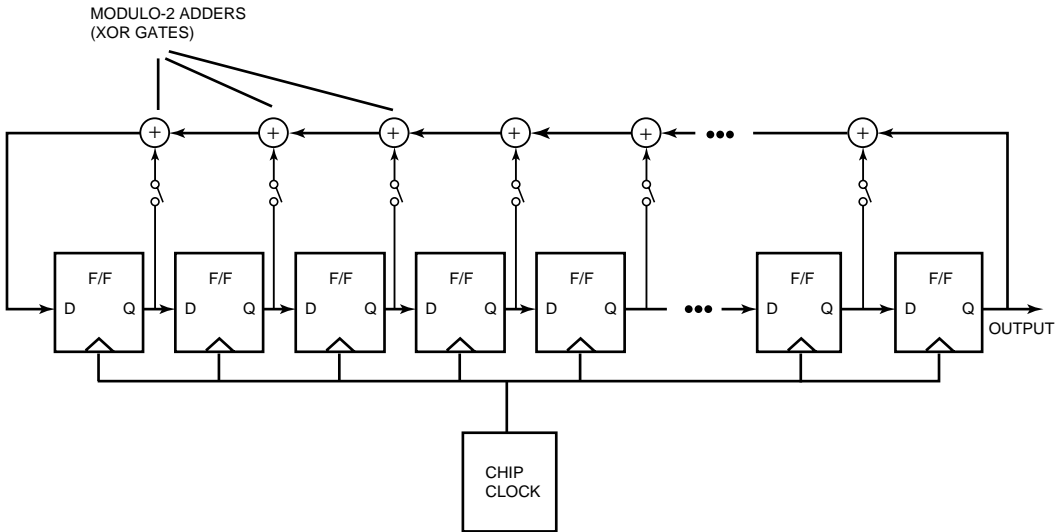 MODULO-2 ADDERS
(XOR GATES)
+ + + + + +
F/F F/F F/F F/F F/F F/F F/F
D Q D Q D Q D Q D Q D Q D Q
OUTPUT
CHIP
CLOCK